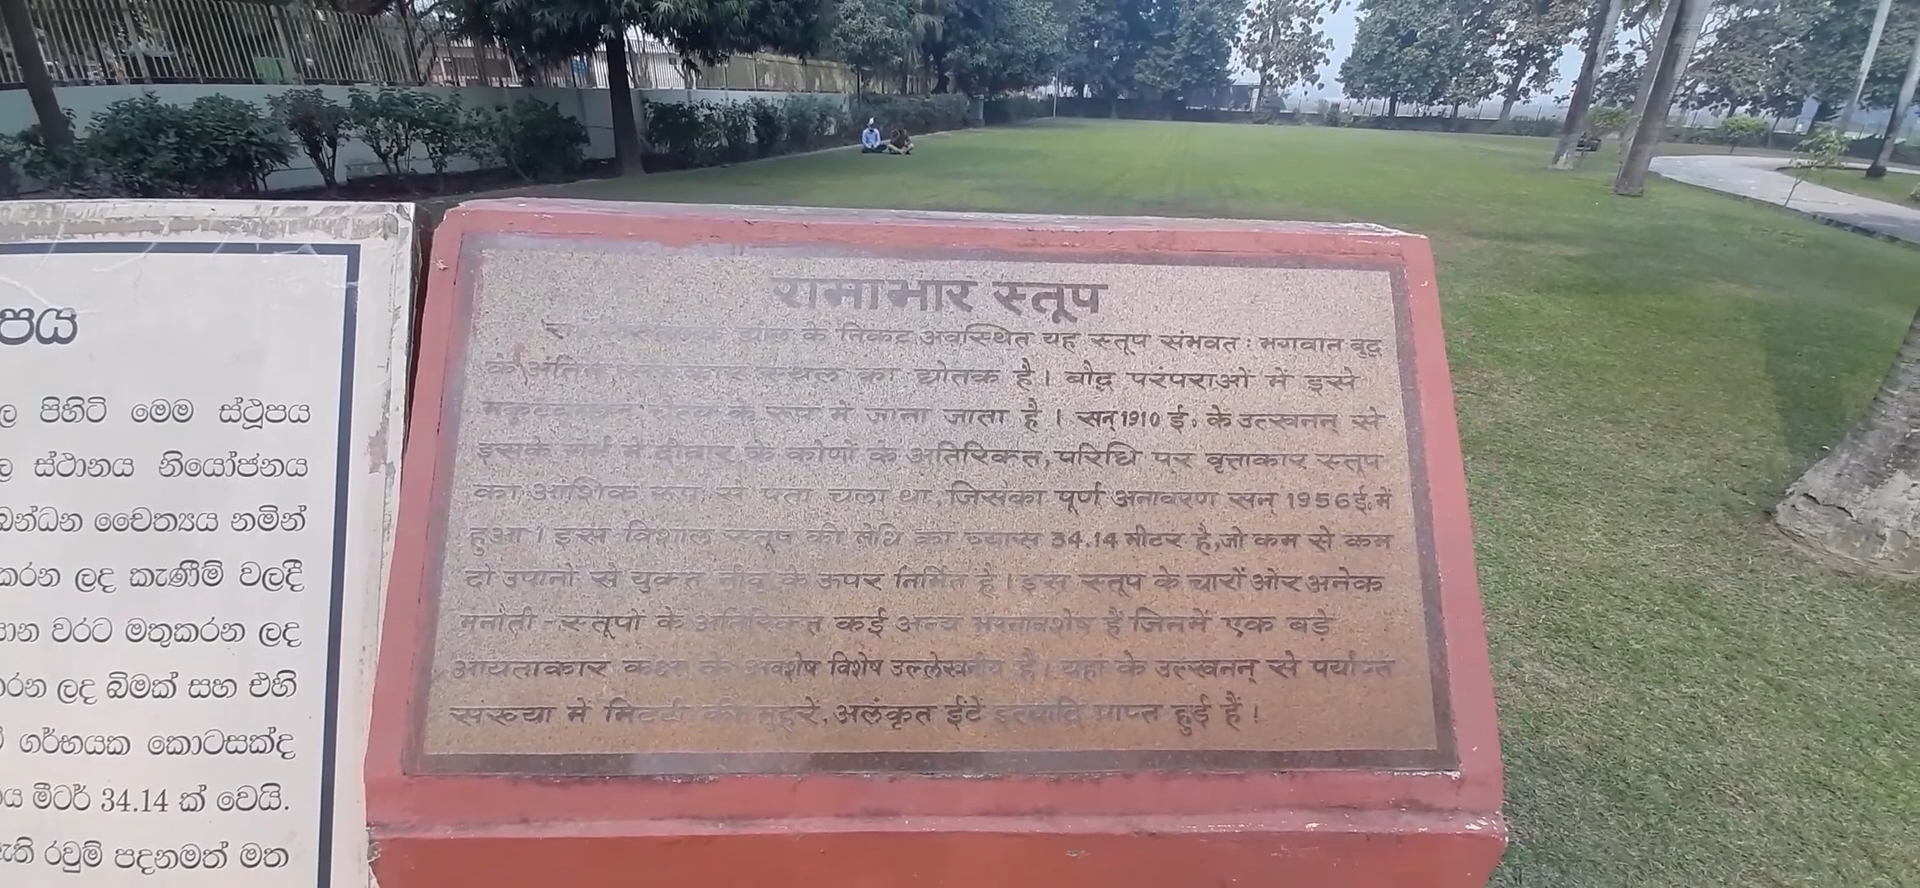 පය
ල පිහිටි මෙම ස්ථූපය
ල ස්ථානය නියෝජනය
බන්ධන චෛත්‍යය නමින්
කරන ලද කැණීම් වලදී
වරට මතුකරන ලද
රන ලද බිමක් සහ එහි
ගර්භයක කොටසක්ද
ය මීටර් 34.14 ක් වෙයි.
රවුම් පදනමත් මත
रामाभार स्तूप
के निकट अवस्थित यह स्तूप संभवत: भगवान बुद्ध
के अंतिम संस्कार स्थल का द्योतक है। बौद्ध परंपराओं में इसे
के रूप मे जाना जाता है । सन् 1910 ई. के उत्खनन् से
इसके गर्भ में दीवार के कोणों के अतिरिक्त, परिधि पर वृत्ताकार स्तूप
का आंशिक रूप से पता चला था, जिसका पूर्ण अनावरण सन् 1956 ई. में
हुआ । इस विशाल स्तूप की मेधि का व्यास 34.14 मीटर है, जो कम से कम
दो उपानों से युक्त नींव के ऊपर निर्मित है । इस स्तूप के चारों ओर अनेक
मनौती - स्तूपों के अतिरिक्त कई अन्य भग्नावशेष हैं जिनमें एक बड़े
आयताकार कक्ष के अवशेष विशेष उल्लेखनीय है। यहा के उत्खनन् से पर्याप्त
संख्या मे मिट्टी की मुहरे, अलंकृत ईंटें इत्यादि प्राप्त हुई हैं ।